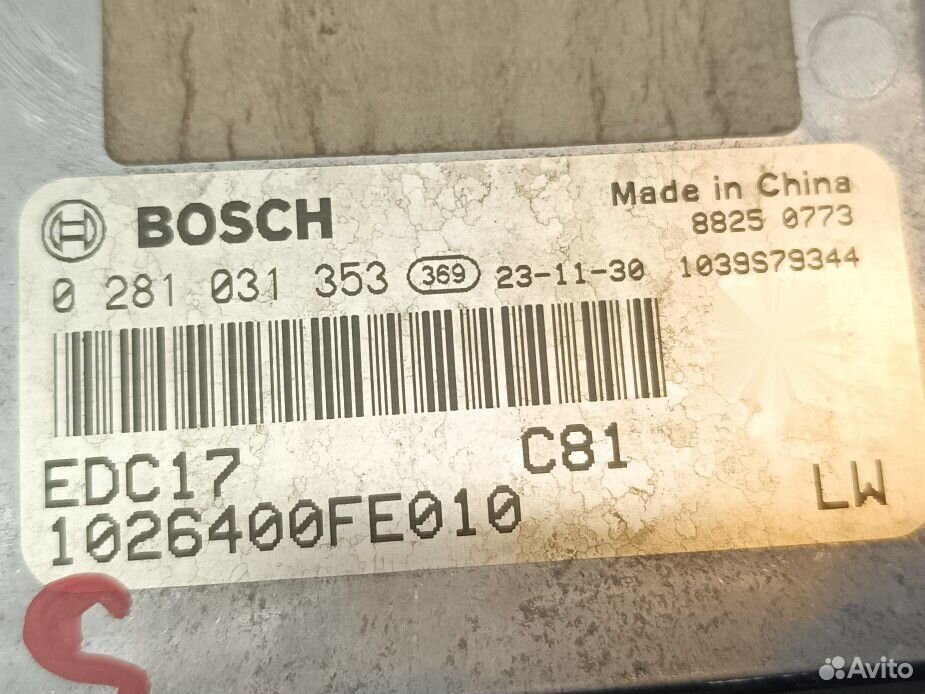 BOSCH
Made in China
8825 0773
0 281 031 353 369 23-11-30 1039S79344
EDC17 C81
1026400FE010 LW
Avito